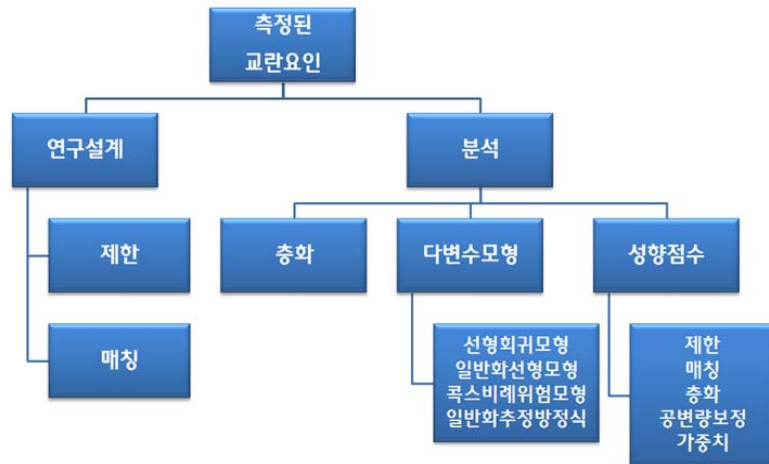 측정된
교란요인
연구설계
분석
제한
매칭
층화
다변수모형
성향점수
선형회귀모형
일반화선형모형
콕스비례위험모형
일반화추정방정식
제한
매칭
층화
공변량보정
가중치